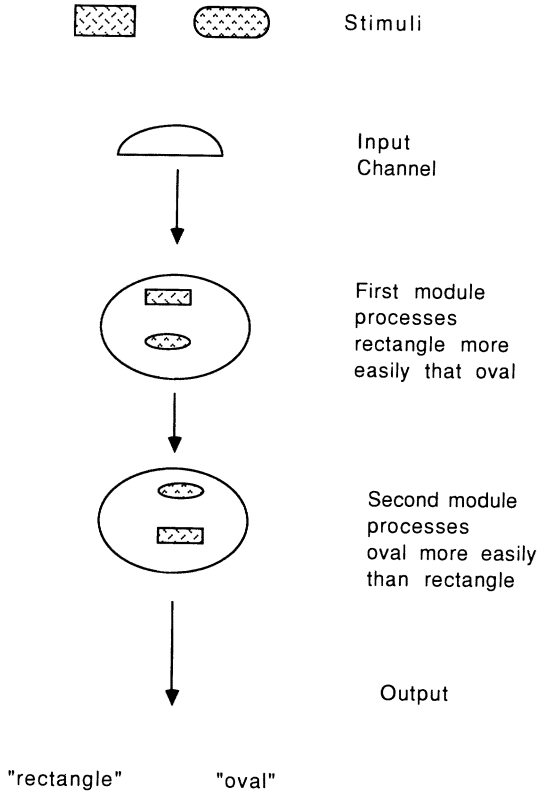 Stimuli
Input
Channel
First module
processes
rectangle more
easily that oval
Second module
processes
oval more easily
than rectangle
Output
"rectangle" "oval"